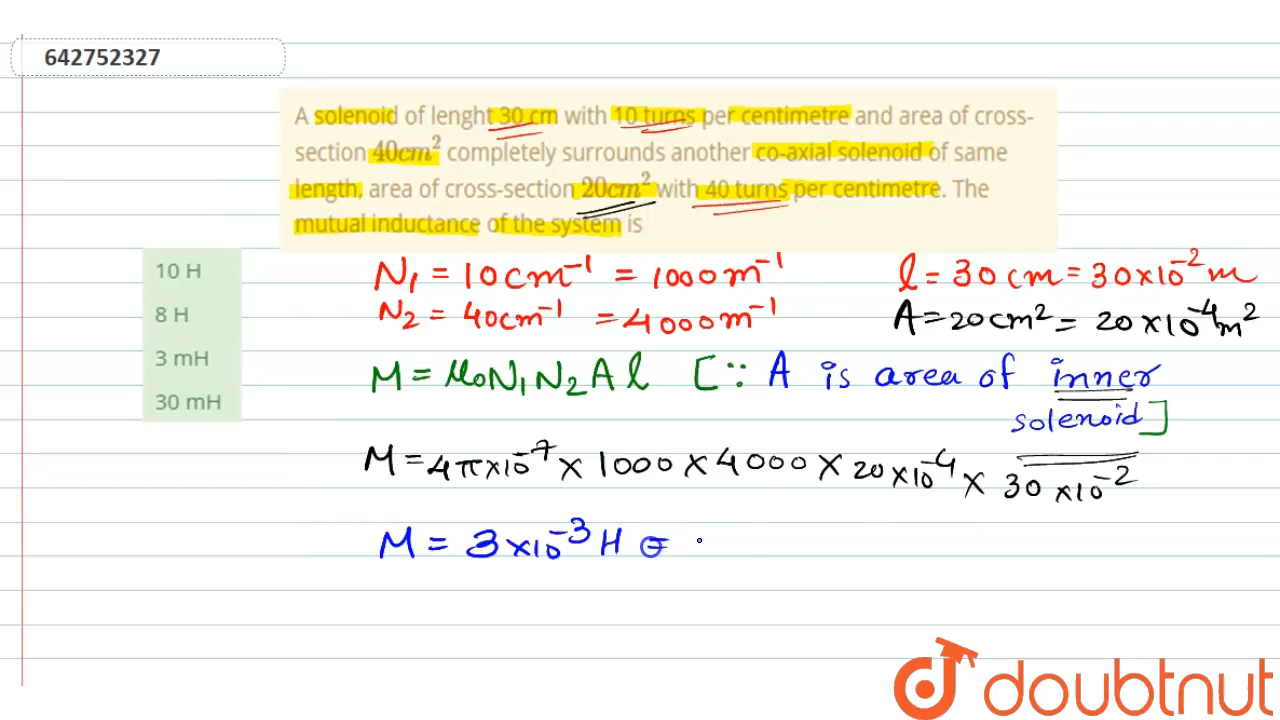 642752327
A solenoid of lenght 30 cm with 10 turns per centimetre and area of cross-
section 40cm² completely surrounds another co-axial solenoid of same
length, area of cross-section 20cm² with 40 turns per centimetre. The
mutual inductance of the system is
10 H
8 H
3 mH
30 mH
N₁ = 10cm⁻¹ = 1000m⁻¹ l = 30cm = 30×10⁻²m
N₂ = 40cm⁻¹ = 4000m⁻¹ A = 20cm² = 20×10⁻⁴m²
M = μ₀N₁N₂Al [∵ A is area of inner
solenoid]
M = 4π×10⁻⁷ × 1000 × 4000 × 20×10⁻⁴ × 30×10⁻²
M = 3×10⁻³ H
doubtnut